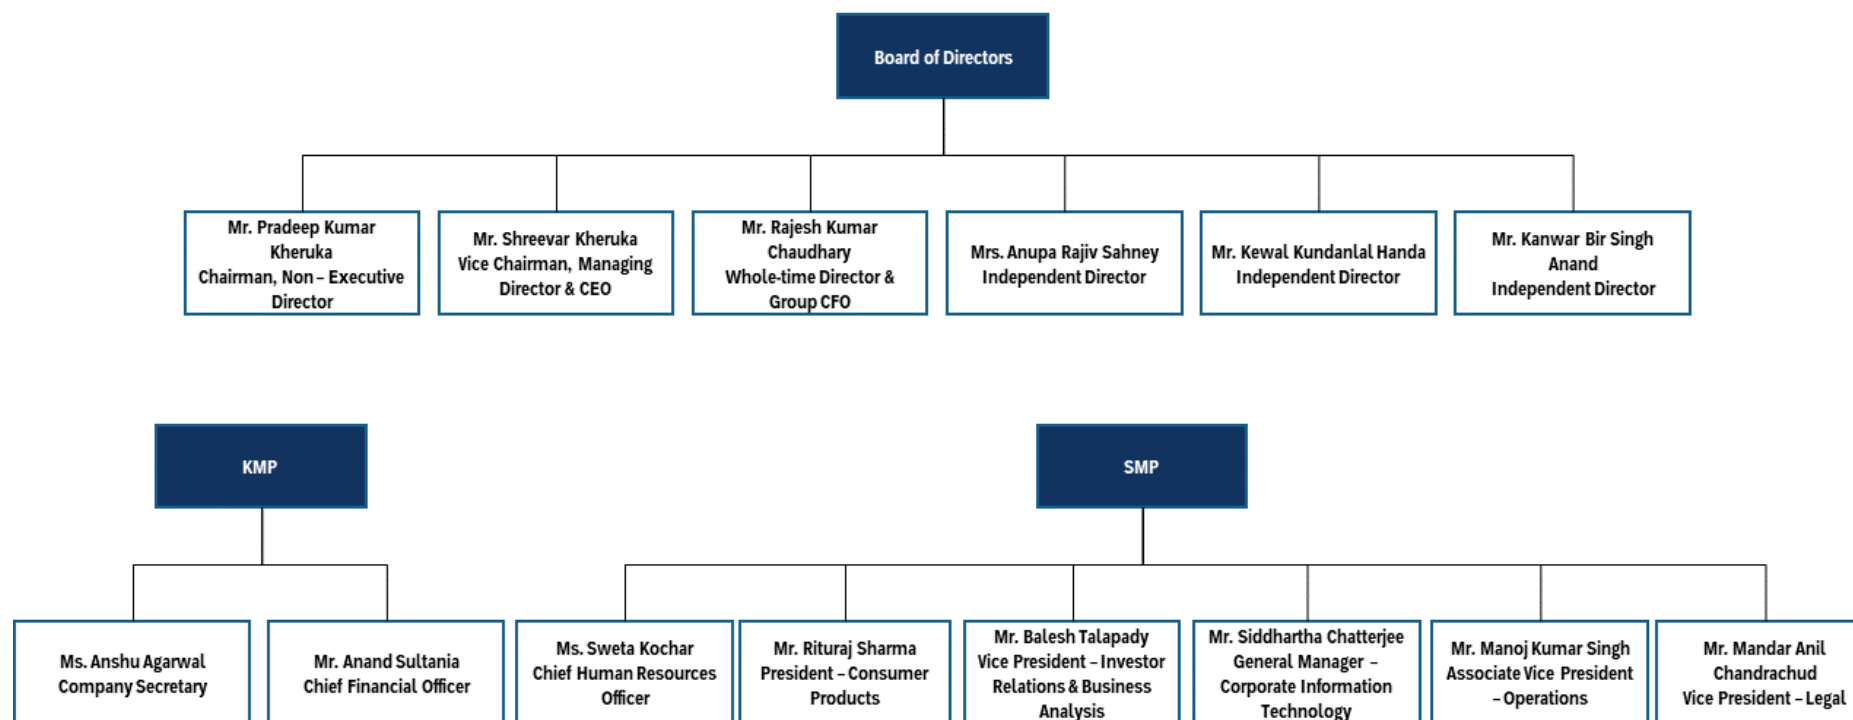 Board of Directors
Mr. Pradeep Kumar
Kheruka
Chairman, Non – Executive
Director
Mr. Shreevar Kheruka
Vice Chairman, Managing
Director & CEO
Mr. Rajesh Kumar
Chaudhary
Whole-time Director &
Group CFO
Mrs. Anupa Rajiv Sahney
Independent Director
Mr. Kewal Kundanlal Handa
Independent Director
Mr. Kanwar Bir Singh
Anand
Independent Director
KMP
SMP
Ms. Anshu Agarwal
Company Secretary
Mr. Anand Sultania
Chief Financial Officer
Ms. Sweta Kochar
Chief Human Resources
Officer
Mr. Rituraj Sharma
President – Consumer
Products
Mr. Balesh Talapady
Vice President – Investor
Relations & Business
Analysis
Mr. Siddhartha Chatterjee
General Manager –
Corporate Information
Technology
Mr. Manoj Kumar Singh
Associate Vice President
– Operations
Mr. Mandar Anil
Chandrachud
Vice President – Legal